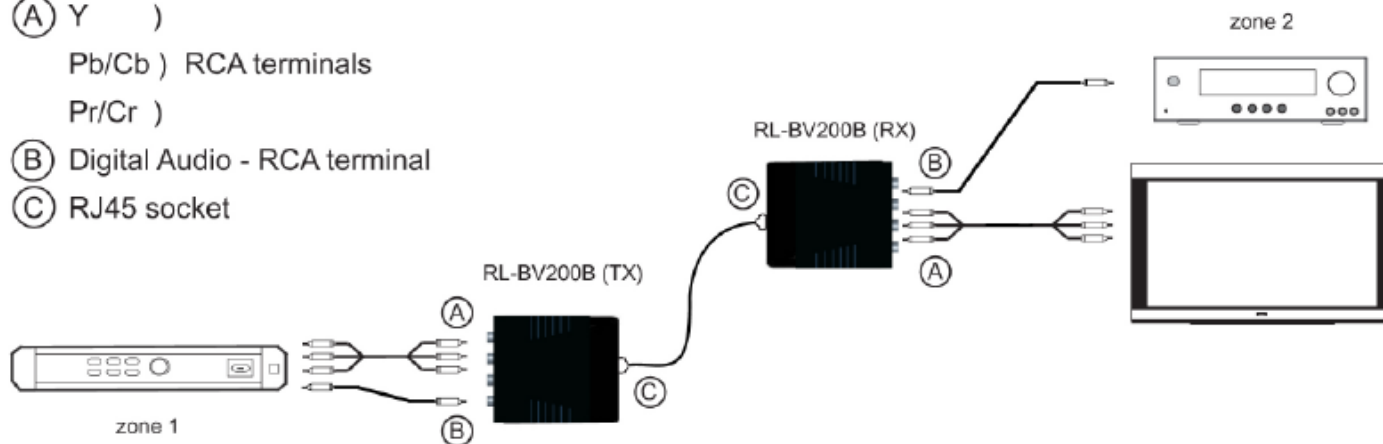 A Y )
Pb/Cb ) RCA terminals
Pr/Cr )
B Digital Audio - RCA terminal
C RJ45 socket
zone 2
RL-BV200B (RX)
B
C
A
RL-BV200B (TX)
A
C
B
zone 1